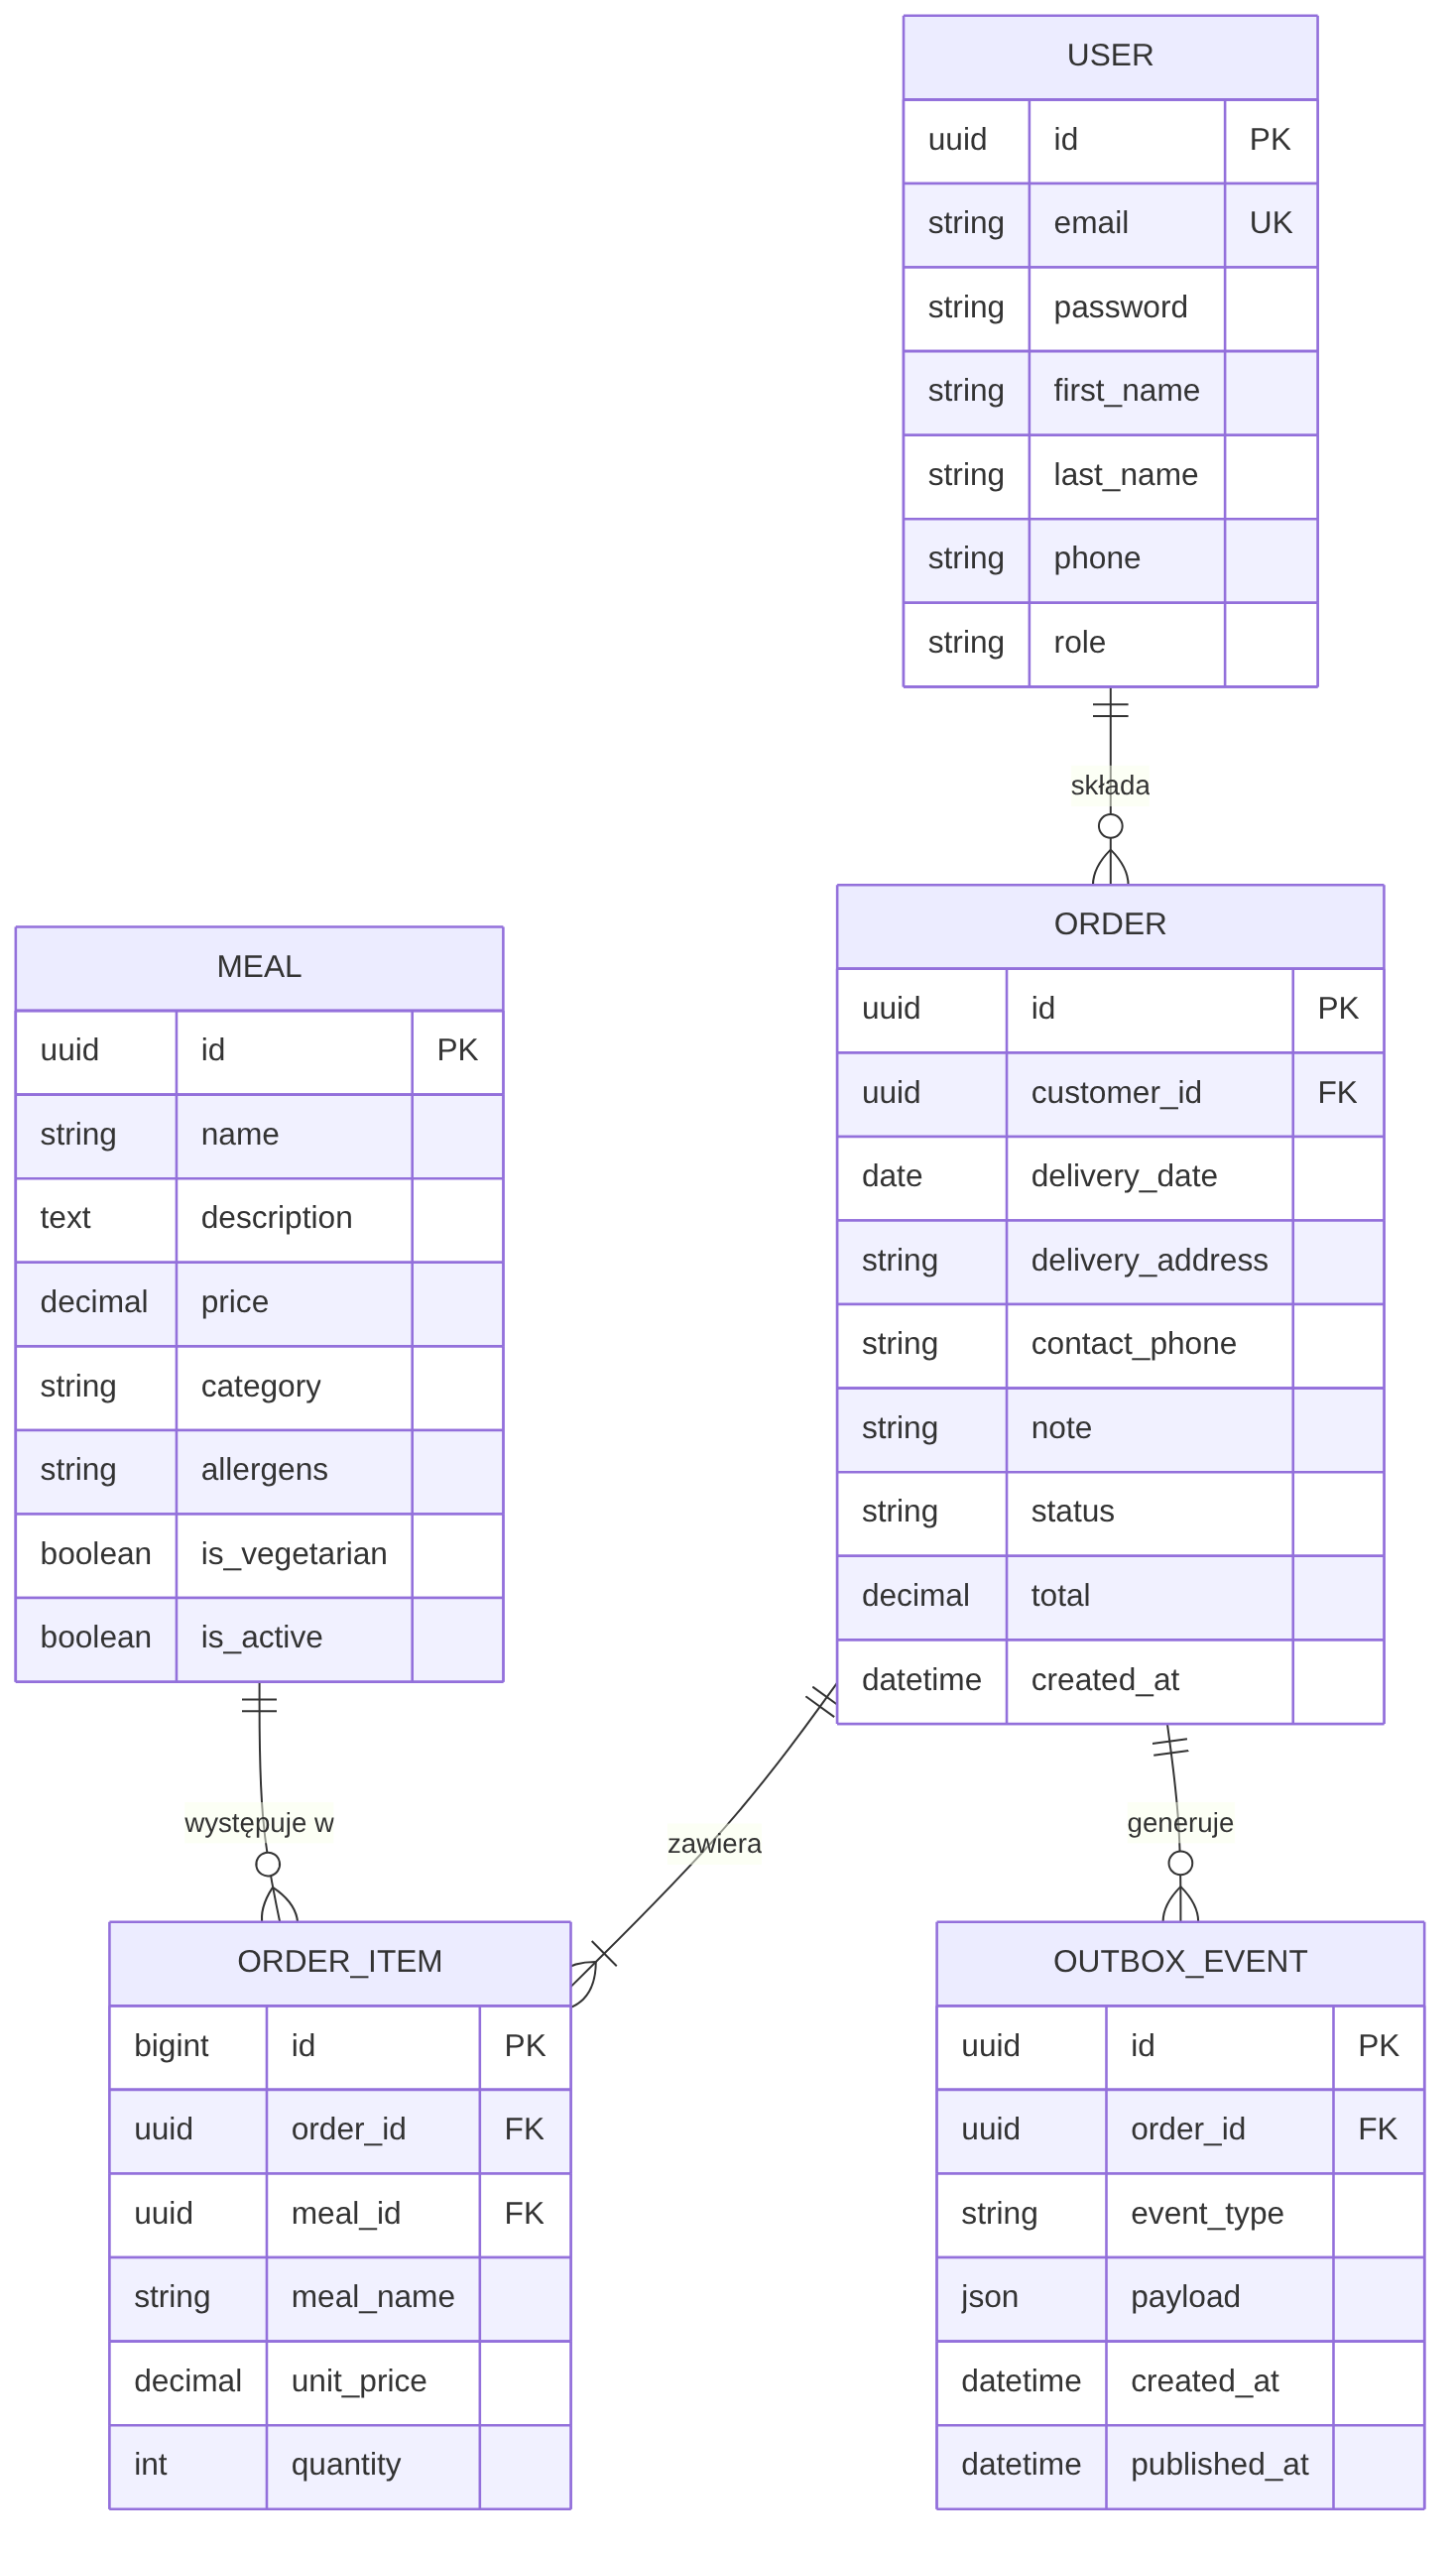 USER
uuid id PK
string email UK
string password
string first_name
string last_name
string phone
string role
składa
ORDER
uuid id PK
uuid customer_id FK
date delivery_date
string delivery_address
string contact_phone
string note
string status
decimal total
datetime created_at
MEAL
uuid id PK
string name
text description
decimal price
string category
string allergens
boolean is_vegetarian
boolean is_active
występuje w
zawiera
generuje
ORDER_ITEM
bigint id PK
uuid order_id FK
uuid meal_id FK
string meal_name
decimal unit_price
int quantity
OUTBOX_EVENT
uuid id PK
uuid order_id FK
string event_type
json payload
datetime created_at
datetime published_at